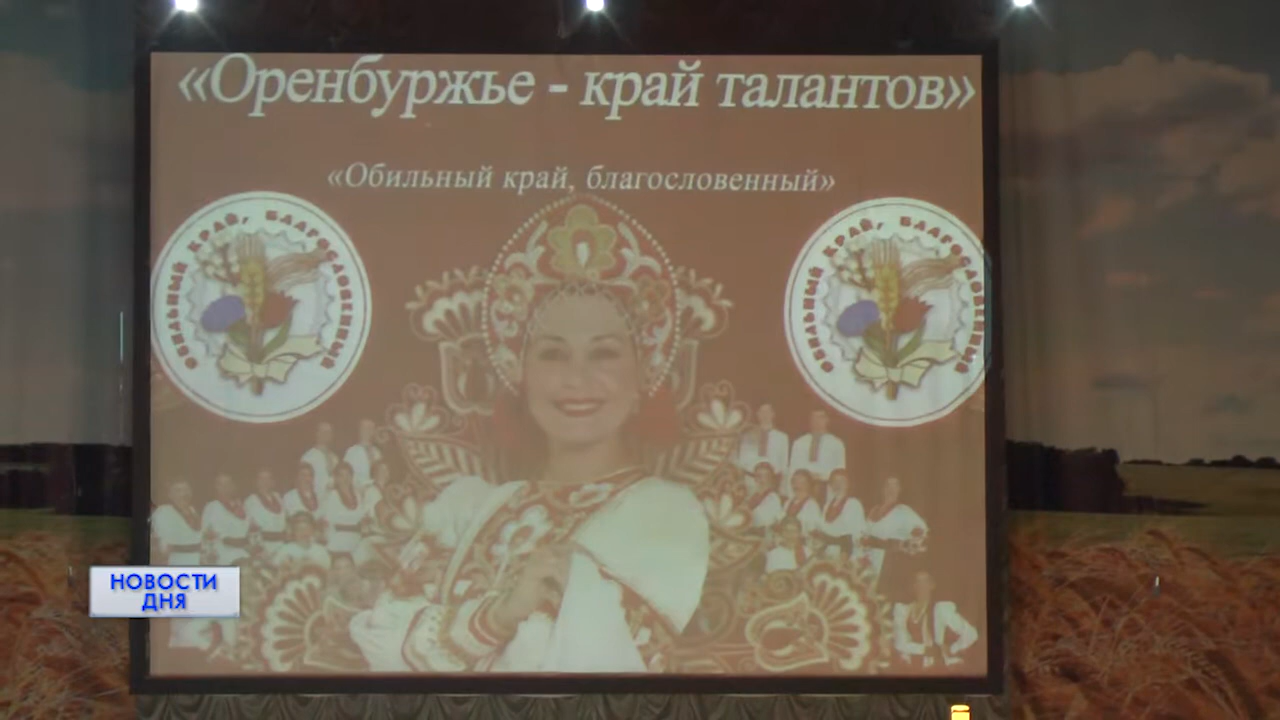 «Оренбуржье - край талантов»
«Обильный край, благословенный»
ОБИЛЬНЫЙ КРАЙ, БЛАГОСЛОВЕННЫЙ
ОБИЛЬНЫЙ КРАЙ, БЛАГОСЛОВЕННЫЙ
НОВОСТИ
ДНЯ